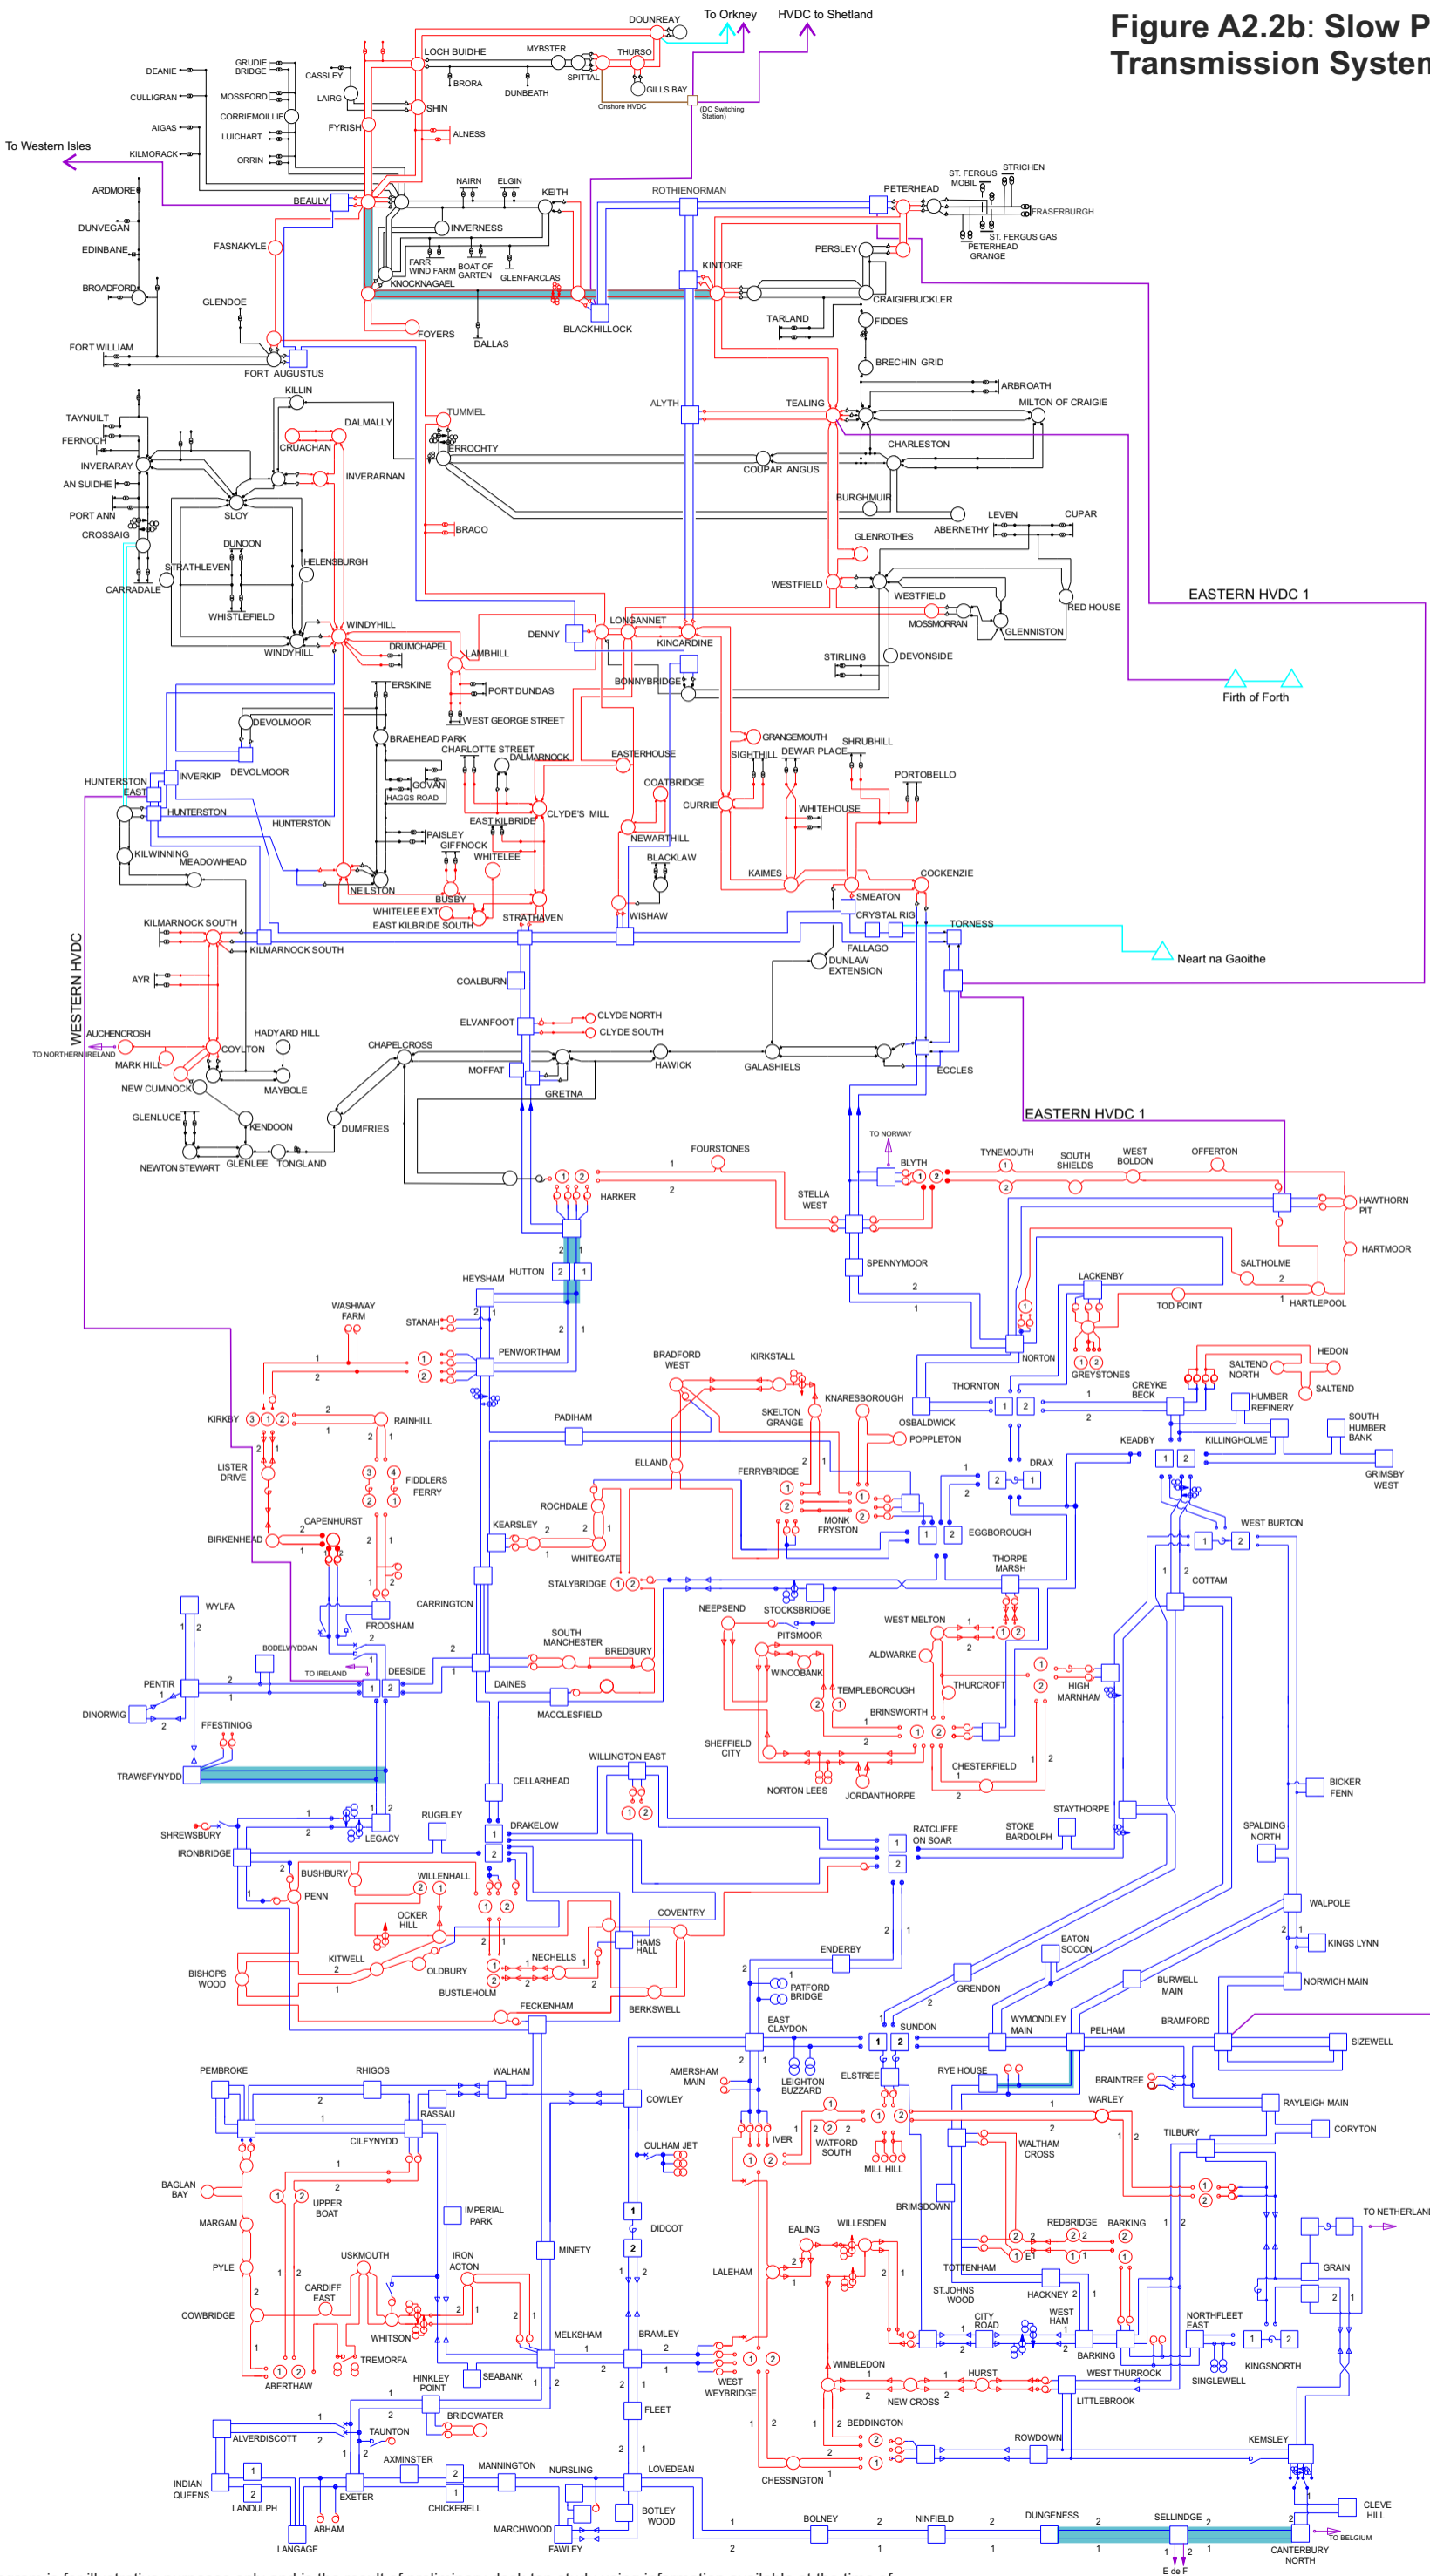 Figure A2.2b: Slow P
Transmission System
To Orkney
HVDC to Shetland
DOUNREAY
LOCH BUIDHE
MYBSTER
THURSO
SPITTAL
GILLS BAY
BRORA
DUNBEATH
Onshore HVDC
(DC Switching
Station)
GRUDIE
BRIDGE
DEANIE
CULLIGRAN
MOSSFORD
CORRIEMOILLIE
AIGAS
LUICHART
KILMORACK
ORRIN
CASSLEY
LAIRG
SHIN
FYRISH
ALNESS
To Western Isles
ARDMORE
DUNVEGAN
EDINBANE
BROADFORD
BEAULY
NAIRN
ELGIN
KEITH
INVERNESS
FASNAKYLE
FARR
WIND FARM
BOAT OF
GARTEN
GLENFARCLAS
KNOCKNAGAEL
ROTHIENORMAN
PETERHEAD
ST. FERGUS
MOBIL
STRICHEN
FRASERBURGH
ST. FERGUS GAS
PETERHEAD
GRANGE
PERSLEY
KINTORE
CRAIGIEBUCKLER
BLACKHILLOCK
GLENDOE
FOYERS
DALLAS
FORT WILLIAM
FORT AUGUSTUS
TARLAND
FIDDES
BRECHIN GRID
ARBROATH
MILTON OF CRAIGIE
KILLIN
TAYNUILT
FERNOCH
INVERARAY
DALMALLY
CRUACHAN
INVERARNAN
TUMMEL
ERROCHTY
ALYTH
TEALING
CHARLESTON
COUPAR ANGUS
AN SUIDHE
PORT ANN
CROSSAIG
SLOY
BURGHMUIR
ABERNETHY
LEVEN
CUPAR
BRACO
GLENROTHES
DUNOON
STRATHLEVEN
HELENSBURGH
CARRADALE
WHISTLEFIELD
WESTFIELD
WESTFIELD
RED HOUSE
EASTERN HVDC 1
MOSSMORRAN
GLENNISTON
WINDYHILL
WINDYHILL
DRUMCHAPEL
LAMBHILL
DENNY
LONGANNET
KINCARDINE
STIRLING
DEVONSIDE
BONNYBRIDGE
Firth of Forth
ERSKINE
PORT DUNDAS
WEST GEORGE STREET
DEVOLMOOR
BRAEHEAD PARK
CHARLOTTE STREET
DALMARNOCK
EASTERHOUSE
GRANGEMOUTH
SIGHTHILL
DEWAR PLACE
SHRUBHILL
PORTOBELLO
DEVOLMOOR
INVERKIP
HUNTERSTON
EAST
HUNTERSTON
HUNTERSTON
GOVAN
HAGGS ROAD
COATBRIDGE
CURRIE
WHITEHOUSE
CLYDE'S MILL
EAST KILBRIDE
NEWARTHILL
PAISLEY
GIFFNOCK
WHITELEE
BLACKLAW
KILWINNING
MEADOWHEAD
NEILSTON
BUSBY
WHITELEE EXT
EAST KILBRIDE SOUTH
STRATHAVEN
WISHAW
KAIMES
COCKENZIE
SMEATON
CRYSTAL RIG
TORNESS
FALLAGO
DUNLAW
EXTENSION
Neart na Gaoithe
KILMARNOCK SOUTH
KILMARNOCK SOUTH
WESTERN HVDC
AYR
COALBURN
ELVANFOOT
CLYDE NORTH
CLYDE SOUTH
AUCHENCROSH
TO NORTHERN IRELAND
MARK HILL
COYLTON
HADYARD HILL
NEW CUMNOCK
MAYBOLE
CHAPELCROSS
MOFFAT
GRETNA
HAWICK
GALASHIELS
ECCLES
GLENLUCE
KENDOON
DUMFRIES
NEWTON STEWART
GLENLEE
TONGLAND
EASTERN HVDC 1
TO NORWAY
FOURSTONES
HARKER
STELLA
WEST
BLYTH
TYNEMOUTH
SOUTH
SHIELDS
WEST
BOLDON
OFFERTON
HAWTHORN
PIT
HARTMOOR
SPENNYMOOR
SALTHOLME
HUTTON
HEYSHAM
LACKENBY
TOD POINT
HARTLEPOOL
WASHWAY
FARM
STANAH
PENWORTHAM
NORTON
GREYSTONES
BRADFORD
WEST
KIRKSTALL
THORNTON
CREYKE
BECK
SALTEND
NORTH
HEDON
SALTEND
KIRKBY
RAINHILL
PADIHAM
SKELTON
GRANGE
KNARESBOROUGH
OSBALDWICK
POPPLETON
HUMBER
REFINERY
KEADBY
KILLINGHOLME
SOUTH
HUMBER
BANK
GRIMSBY
WEST
LISTER
DRIVE
FIDDLERS
FERRY
ELLAND
FERRYBRIDGE
DRAX
ROCHDALE
MONK
FRYSTON
EGGBOROUGH
WEST BURTON
BIRKENHEAD
CAPENHURST
KEARSLEY
WHITEGATE
STALYBRIDGE
THORPE
MARSH
COTTAM
CARRINGTON
STOCKSBRIDGE
WYLFA
FRODSHAM
NEEPSEND
PITSMOOR
WEST MELTON
ALDWARKE
BODELWYDDAN
TO IRELAND
DEESIDE
SOUTH
MANCHESTER
BREDBURY
WINCOBANK
TEMPLEBOROUGH
THURCROFT
HIGH
MARNHAM
PENTIR
DINORWIG
FFESTINIOG
DAINES
MACCLESFIELD
BRINSWORTH
TRAWSFYNYDD
SHEFFIELD
CITY
NORTON LEES
JORDANTHORPE
CHESTERFIELD
CELLARHEAD
WILLINGTON EAST
BICKER
FENN
SHREWSBURY
LEGACY
RUGELEY
DRAKELOW
RATCLIFFE
ON SOAR
STOKE
BARDOLPH
STAYTHORPE
SPALDING
NORTH
IRONBRIDGE
BUSHBURY
WILLENHALL
PENN
WALPOLE
OCKER
HILL
COVENTRY
HAMS
HALL
ENDERBY
EATON
SOCON
KINGS LYNN
BISHOPS
WOOD
KITWELL
OLDBURY
NECHELLS
BUSTLEHOLM
BERKSWELL
PATFORD
BRIDGE
GRENDON
BURWELL
MAIN
NORWICH MAIN
FECKENHAM
EAST
CLAYDON
SUNDON
WYMONDLEY
MAIN
PELHAM
BRAMFORD
SIZEWELL
PEMBROKE
RHIGOS
WALHAM
AMERSHAM
MAIN
LEIGHTON
BUZZARD
ELSTREE
RYE HOUSE
BRAINTREE
RASSAU
COWLEY
WARLEY
RAYLEIGH MAIN
CILFYNYDD
CULHAM JET
IVER
WATFORD
SOUTH
MILL HILL
WALTHAM
CROSS
TILBURY
CORYTON
BAGLAN
BAY
UPPER
BOAT
IMPERIAL
PARK
BRIMSDOWN
MARGAM
DIDCOT
EALING
WILLESDEN
REDBRIDGE
BARKING
TO NETHERLAND
PYLE
USKMOUTH
IRON
ACTON
MINETY
LALEHAM
TOTTENHAM
HACKNEY
GRAIN
CARDIFF
EAST
COWBRIDGE
WHITSON
ST.JOHNS
WOOD
CITY
ROAD
WEST
HAM
NORTHFLEET
EAST
TREMORFA
MELKSHAM
BRAMLEY
BARKING
SINGLEWELL
KINGSNORTH
ABERTHAW
SEABANK
WEST
WEYBRIDGE
WIMBLEDON
HURST
WEST THURROCK
LITTLEBROOK
HINKLEY
POINT
NEW CROSS
BRIDGWATER
FLEET
BEDDINGTON
ALVERDISCOTT
TAUNTON
ROWDOWN
KEMSLEY
AXMINSTER
MANNINGTON
NURSLING
LOVEDEAN
CHESSINGTON
INDIAN
QUEENS
LANDULPH
EXETER
CHICKERELL
BOTLEY
WOOD
CLEVE
HILL
LANGAGE
ABHAM
MARCHWOOD
FAWLEY
BOLNEY
NINFIELD
DUNGENESS
SELLINDGE
CANTERBURY
NORTH
TO BELGIUM
E de F